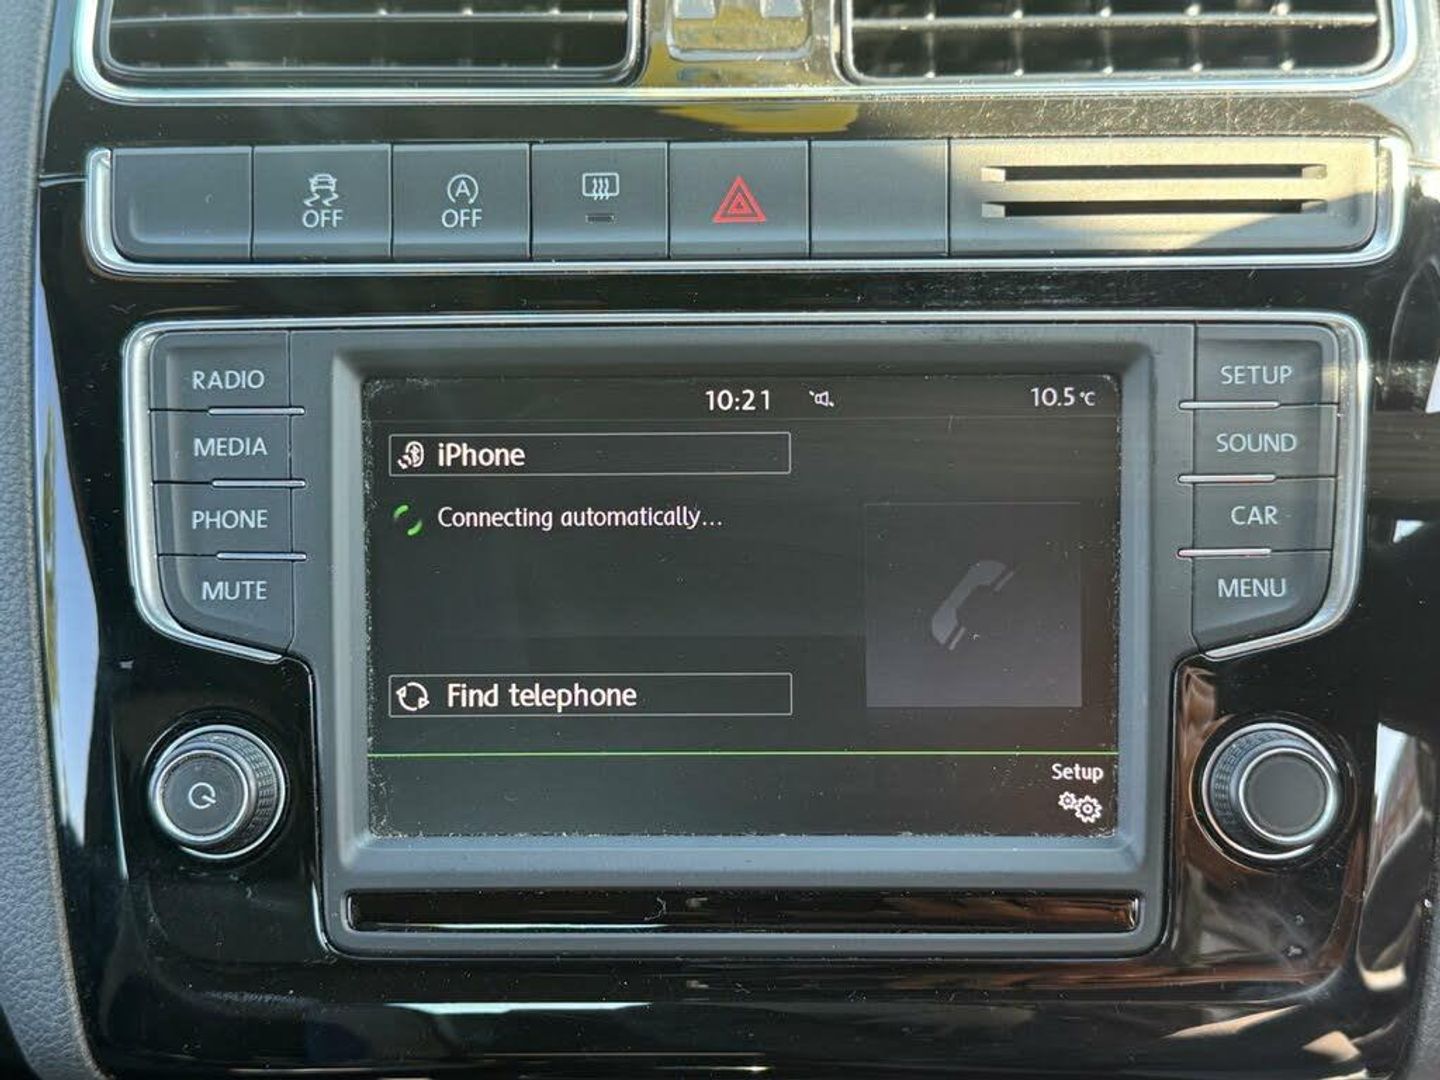 OFF
A
OFF
RADIO
MEDIA
PHONE
MUTE
10:21
10.5°C
iPhone
Connecting automatically...
Find telephone
Setup
SETUP
SOUND
CAR
MENU